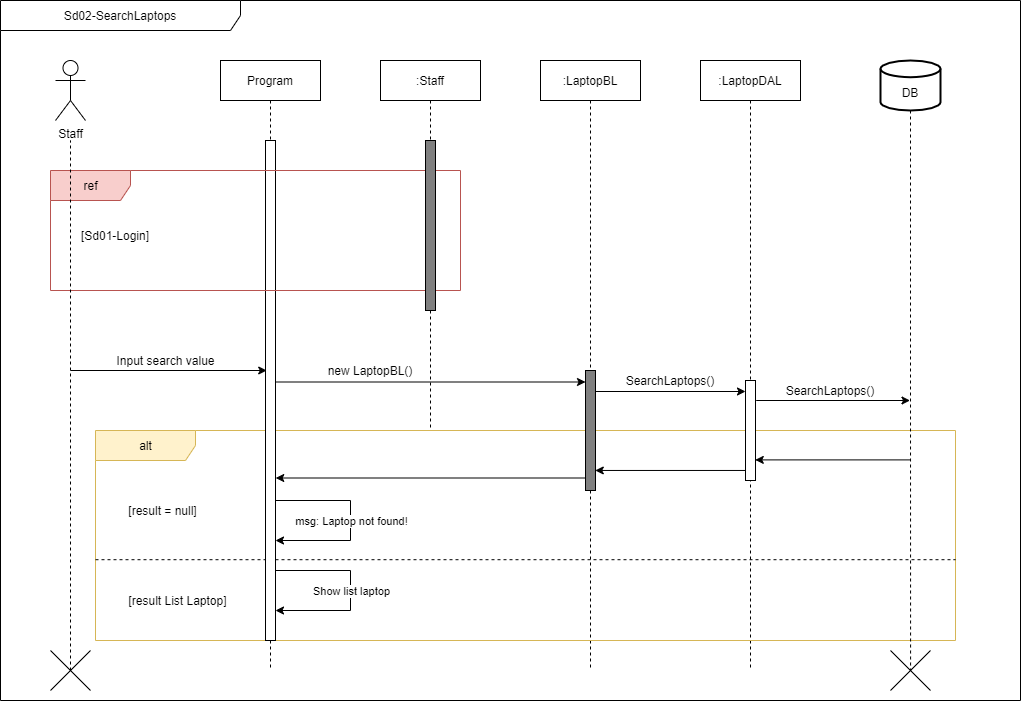 Sd02-SearchLaptops
Program
:Staff
:LaptopBL
:LaptopDAL
DB
Staff
ref
[Sd01-Login]
Input search value
new LaptopBL()
SearchLaptops()
SearchLaptops()
alt
[result = null]
msg: Laptop not found!
Show list laptop
[result List Laptop]